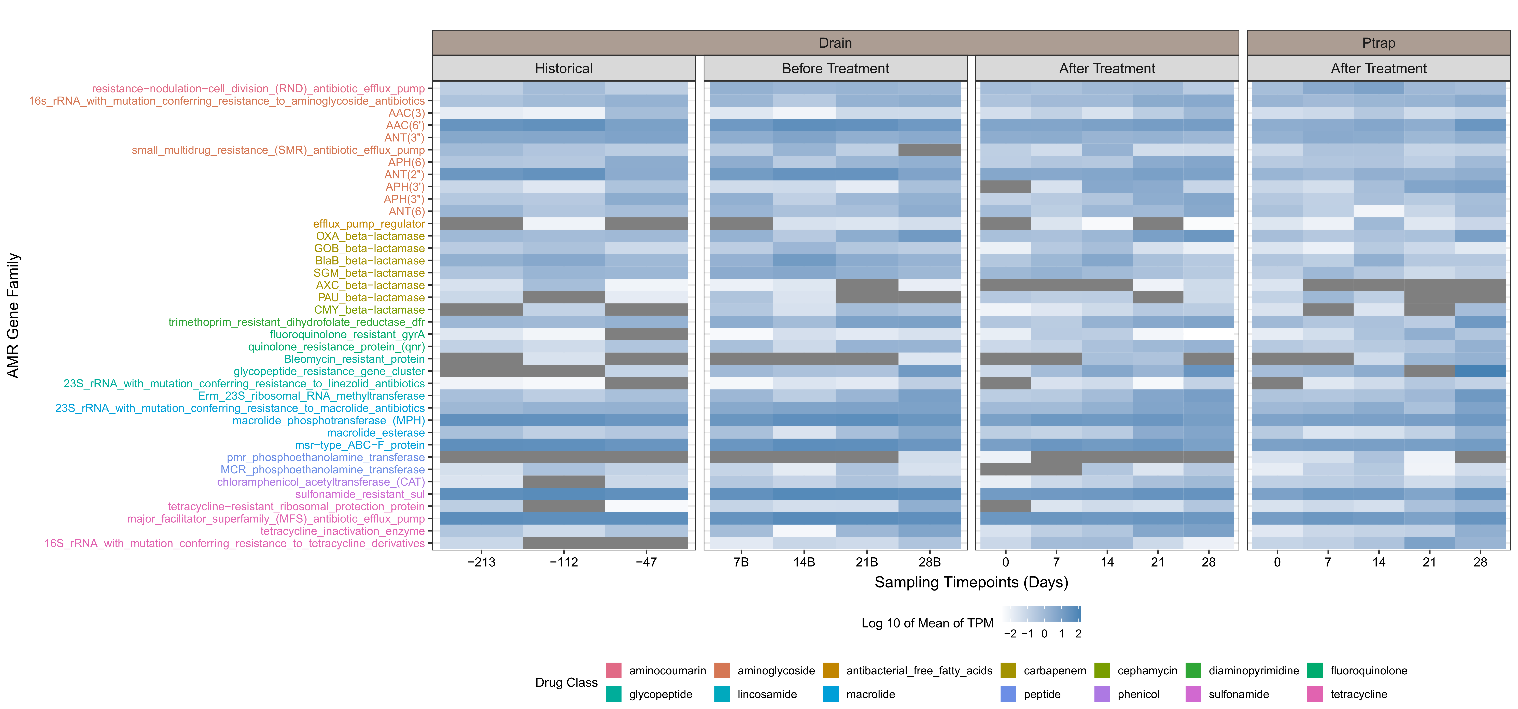 Drain
Ptrap
Historical
Before Treatment
After Treatment
After Treatment
AMR Gene Family
resistance−nodulation−cell_division_(RND)_antibiotic_efflux_pump
16s_rRNA_with_mutation_conferring_resistance_to_aminoglycoside_antibiotics
AAC(3)
AAC(6')
ANT(3")
small_multidrug_resistance_(SMR)_antibiotic_efflux_pump
APH(6)
ANT(2")
APH(3')
APH(3")
ANT(6)
efflux_pump_regulator
OXA_beta−lactamase
GOB_beta−lactamase
BlaB_beta−lactamase
SGM_beta−lactamase
AXC_beta−lactamase
PAU_beta−lactamase
CMY_beta−lactamase
trimethoprim_resistant_dihydrofolate_reductase_dfr
fluoroquinolone_resistant_gyrA
quinolone_resistance_protein_(qnr)
Bleomycin_resistant_protein
glycopeptide_resistance_gene_cluster
23S_rRNA_with_mutation_conferring_resistance_to_linezolid_antibiotics
Erm_23S_ribosomal_RNA_methyltransferase
23S_rRNA_with_mutation_conferring_resistance_to_macrolide_antibiotics
macrolide_phosphotransferase_(MPH)
macrolide_esterase
msr−type_ABC−F_protein
pmr_phosphoethanolamine_transferase
MCR_phosphoethanolamine_transferase
chloramphenicol_acetyltransferase_(CAT)
sulfonamide_resistant_sul
tetracycline−resistant_ribosomal_protection_protein
major_facilitator_superfamily_(MFS)_antibiotic_efflux_pump
tetracycline_inactivation_enzyme
16S_rRNA_with_mutation_conferring_resistance_to_tetracycline_derivatives
−213 −112 −47 7B 14B 21B 28B 0 7 14 21 28 0 7 14 21 28
Sampling Timepoints (Days)
Log 10 of Mean of TPM
−2 −1 0 1 2
Drug Class
aminocoumarin aminoglycoside antibacterial_free_fatty_acids carbapenem cephamycin diaminopyrimidine fluoroquinolone
glycopeptide lincosamide macrolide peptide phenicol sulfonamide tetracycline